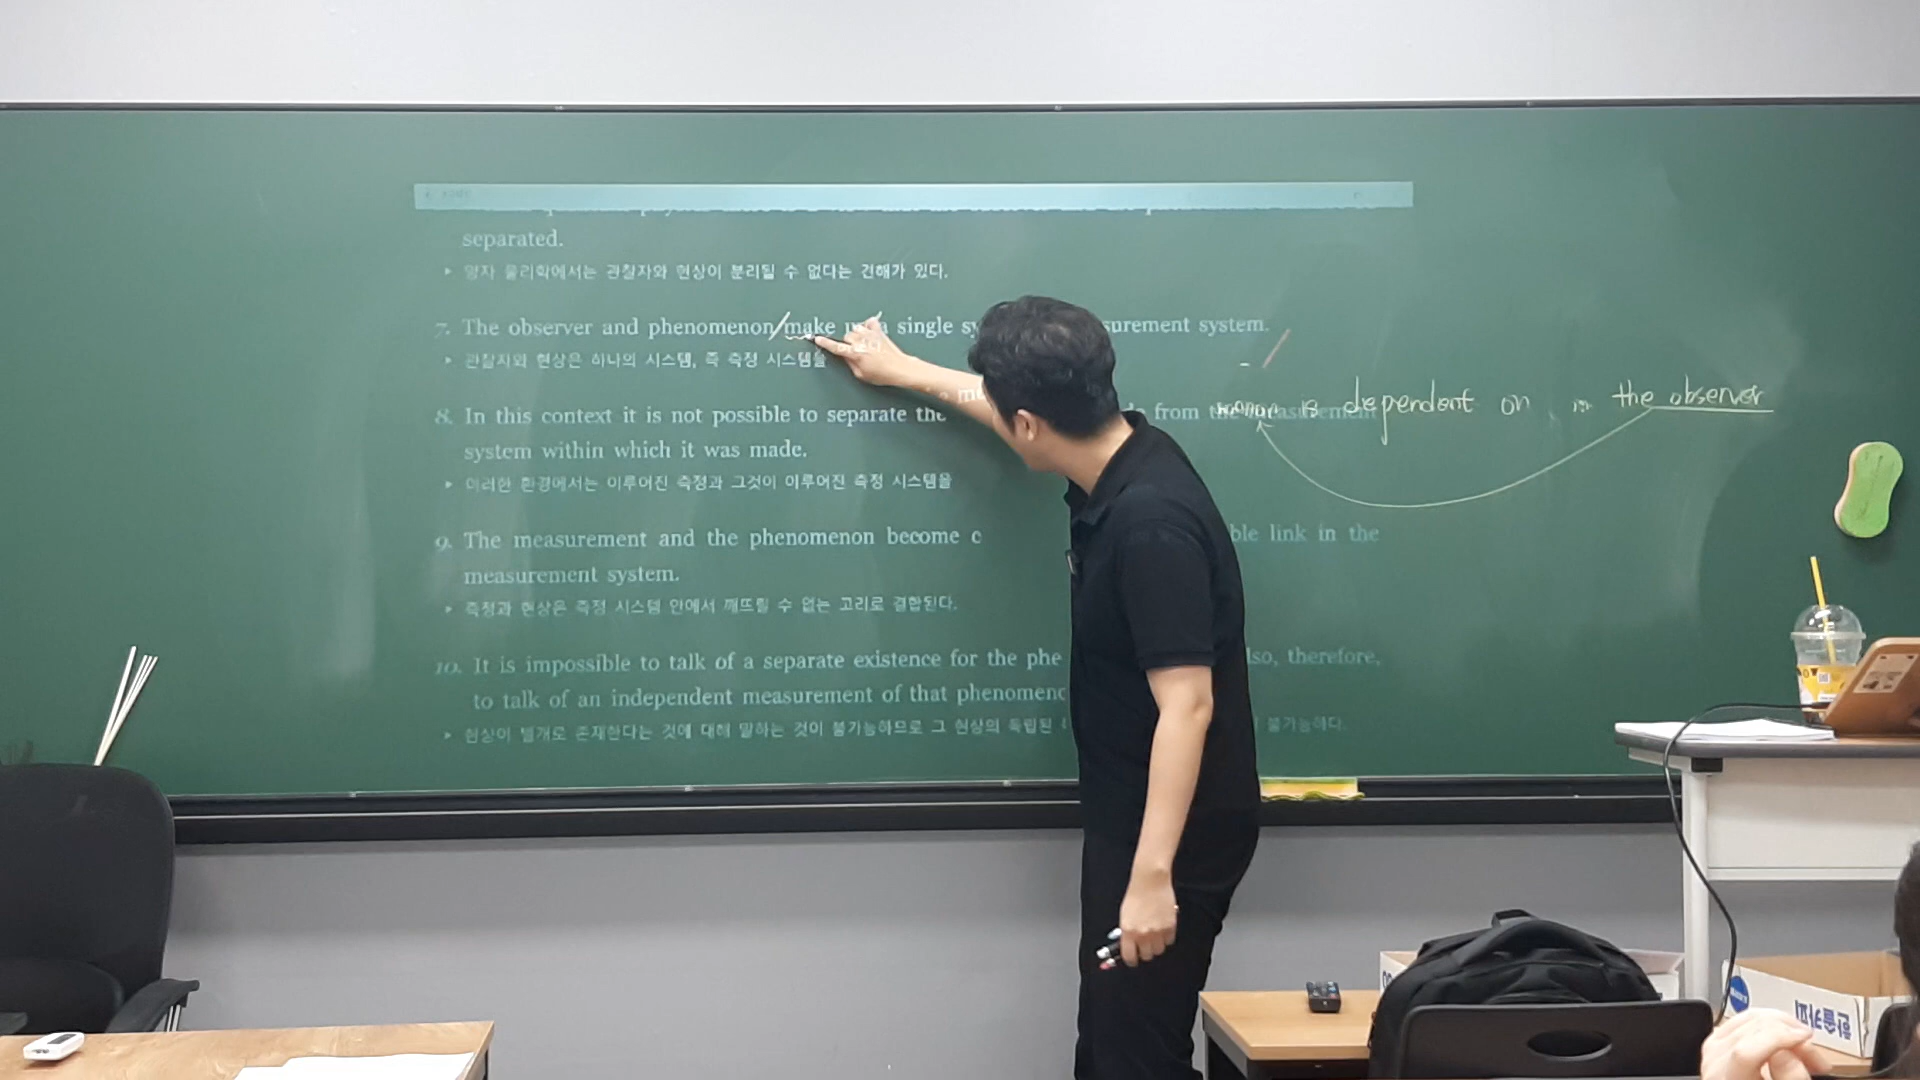 separated.
▸ 양자 물리학에서는 관찰자와 현상이 분리될 수 없다는 견해가 있다.
7. The observer and phenomenon make a single surement system.
▸ 관찰자와 현상은 하나의 시스템, 즉 측정 시스템을
is dependent on the observer
8. In this context it is not possible to separate the from the measurement
system within which it was made.
▸ 이러한 환경에서는 이루어진 측정과 그것이 이루어진 측정 시스템을
9. The measurement and the phenomenon become ble link in the
measurement system.
▸ 측정과 현상은 측정 시스템 안에서 깨뜨릴 수 없는 고리로 결합된다.
10. It is impossible to talk of a separate existence for the phe lso, therefore,
to talk of an independent measurement of that phenomeno
▸ 현상이 별개로 존재한다는 것에 대해 말하는 것이 불가능하므로 그 현상의 독립된 불가능하다.
한솔카피